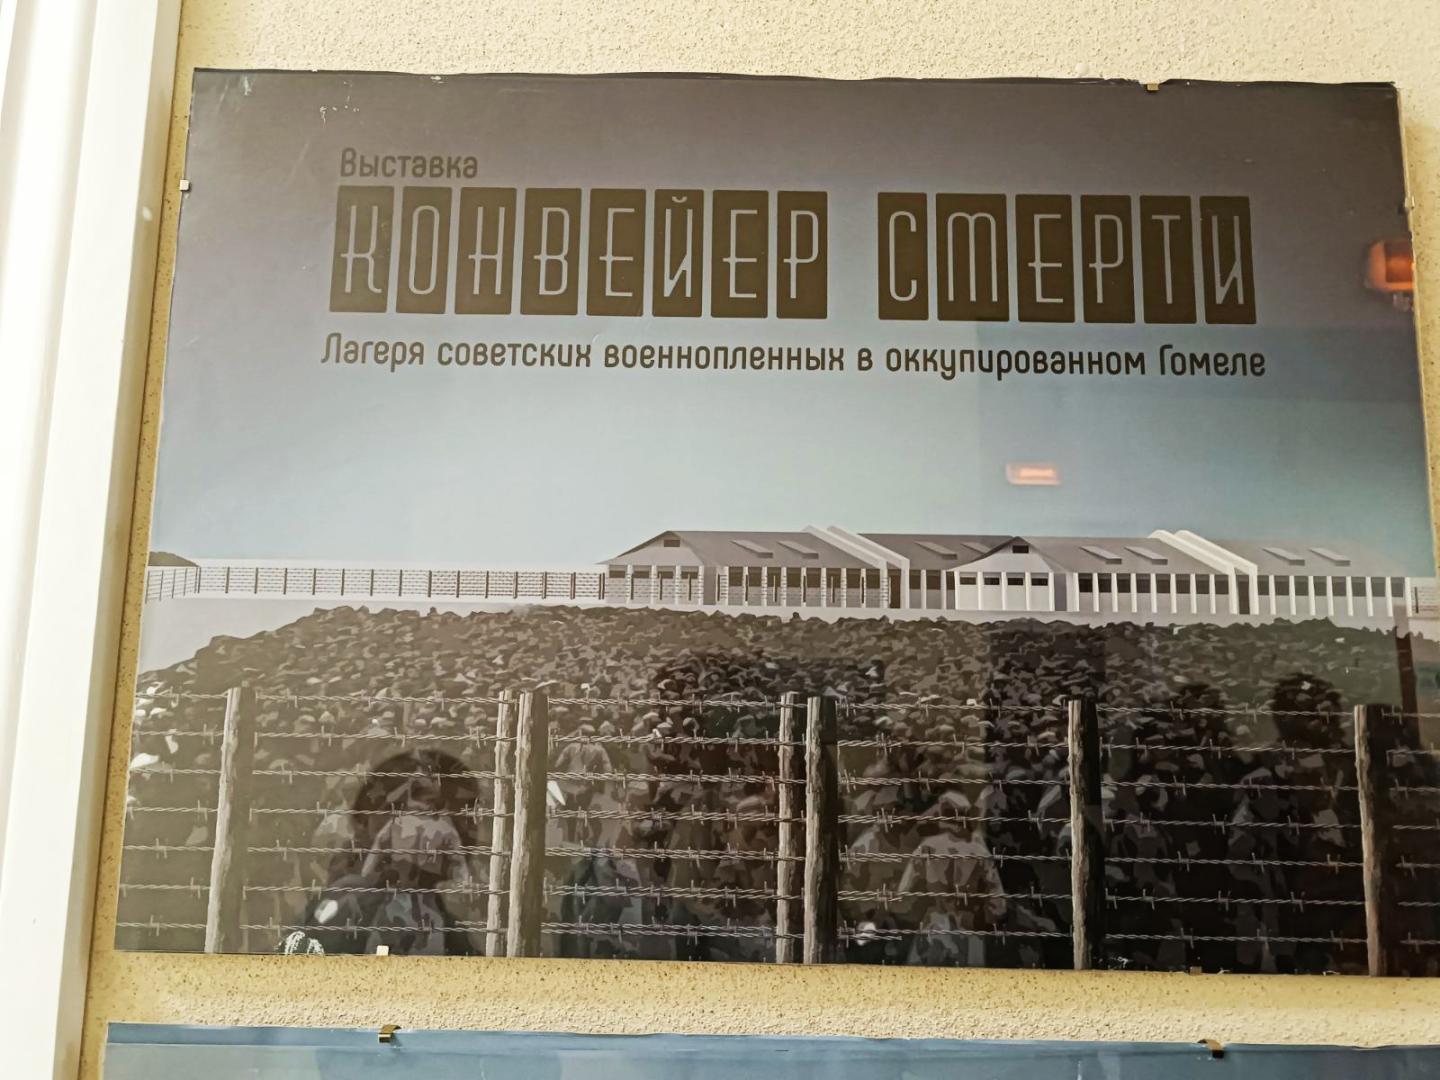 Выставка
КОНВЕЙЕР СМЕРТИ
Лагеря советских военнопленных в оккупированном Гомеле